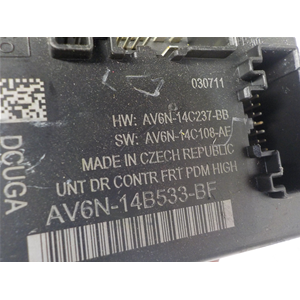 030711
HW: AV6N-14C237-BB
SW: AV6N-14C108-AE
MADE IN CZECH REPUBLIC
UNT DR CONTR FRT PDM HIGH
AV6N-14B533-BF
DCUGA